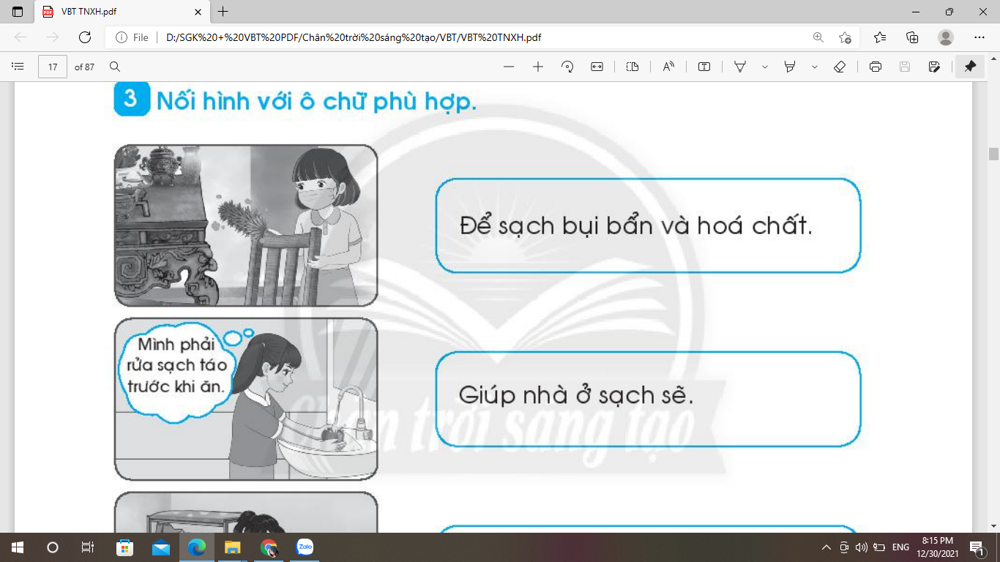 VBT TNXH.pdf
File D:/SGK%20+%20VBT%20PDF/Chân%20trời%20sáng%20tạo/VBT/VBT%20TNXH.pdf
17 of 87
3 Nối hình với ô chữ phù hợp.
Để sạch bụi bẩn và hoá chất.
Mình phải
rửa sạch táo
trước khi ăn.
Giúp nhà ở sạch sẽ.
Chân trời sáng tạo
Zalo
ENG
8:15 PM
12/30/2021
1